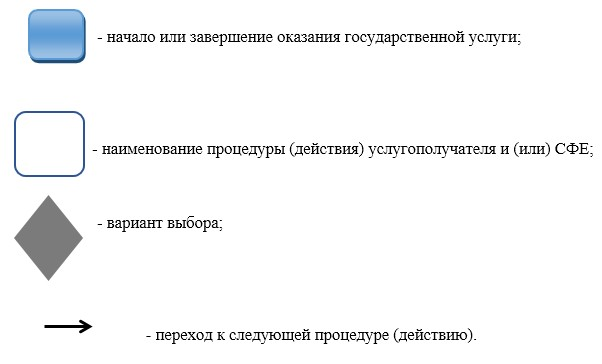 - начало или завершение оказания государственной услуги;
- наименование процедуры (действия) услугополучателя и (или) СФЕ;
- вариант выбора;
- переход к следующей процедуре (действию).